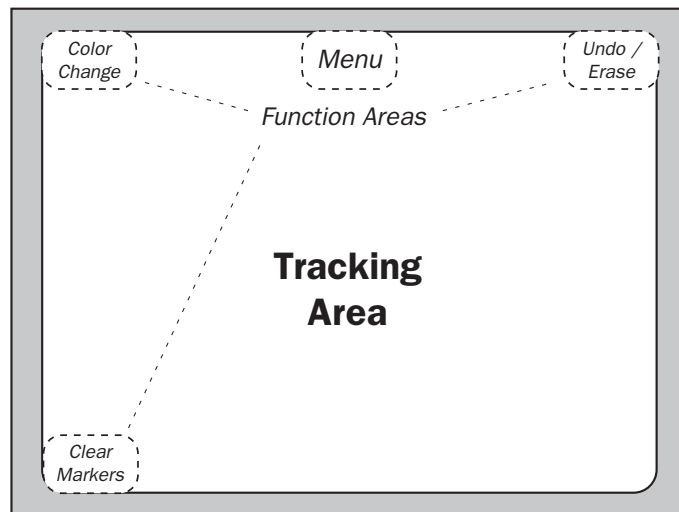 Color
Change
Menu
Undo /
Erase
Function Areas
Tracking
Area
Clear
Markers